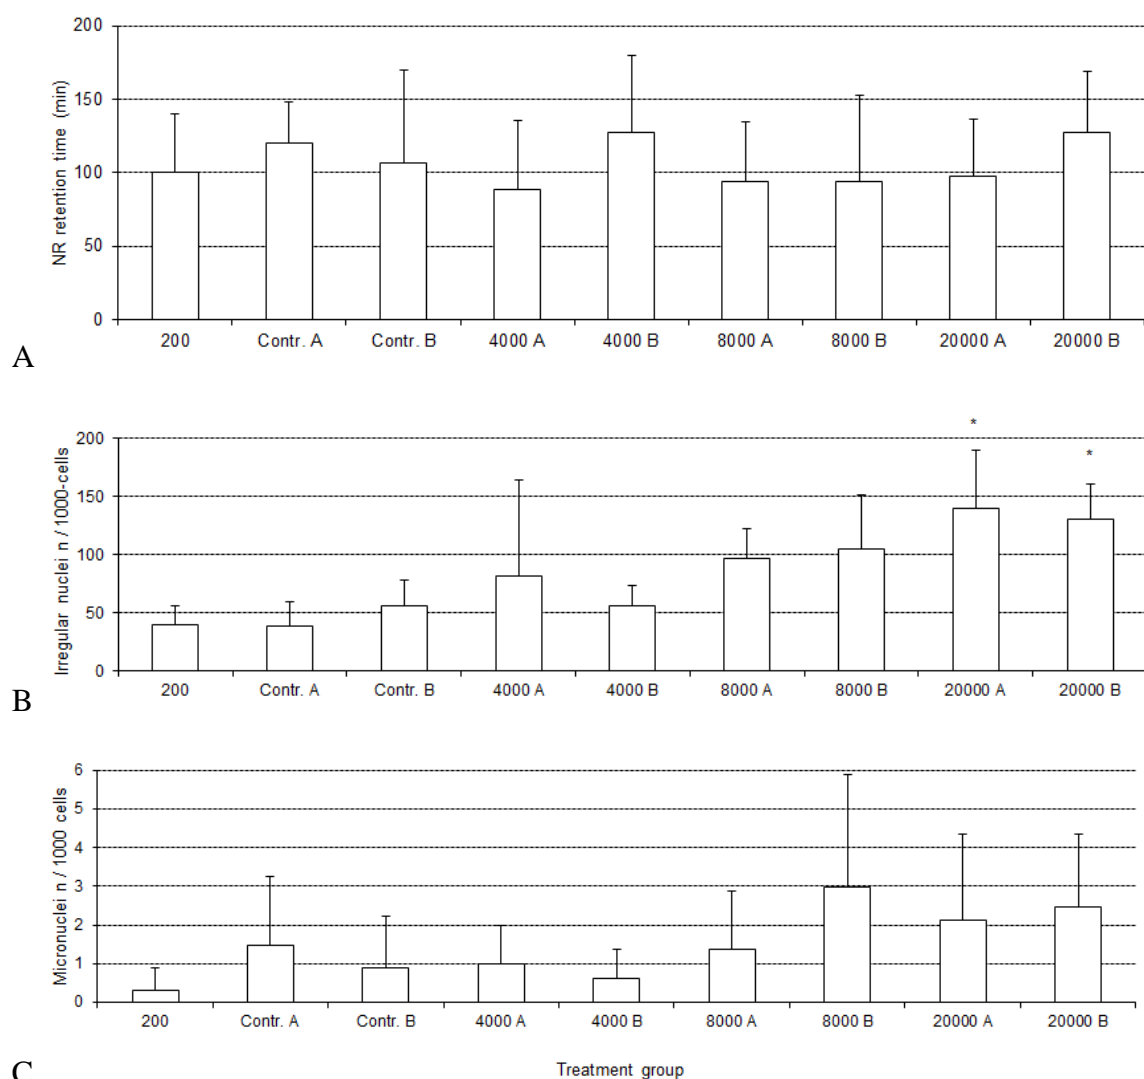 NR retention time (min)
200
150
100
50
0
200 Contr. A Contr. B 4000 A 4000 B 8000 A 8000 B 20000 A 20000 B
A
Irregular nuclei n / 1000-cells
* *
200
150
100
50
0
200 Contr. A Contr. B 4000 A 4000 B 8000 A 8000 B 20000 A 20000 B
B
Micronuclei n / 1000 cells
6
5
4
3
2
1
0
200 Contr. A Contr. B 4000 A 4000 B 8000 A 8000 B 20000 A 20000 B
C
Treatment group